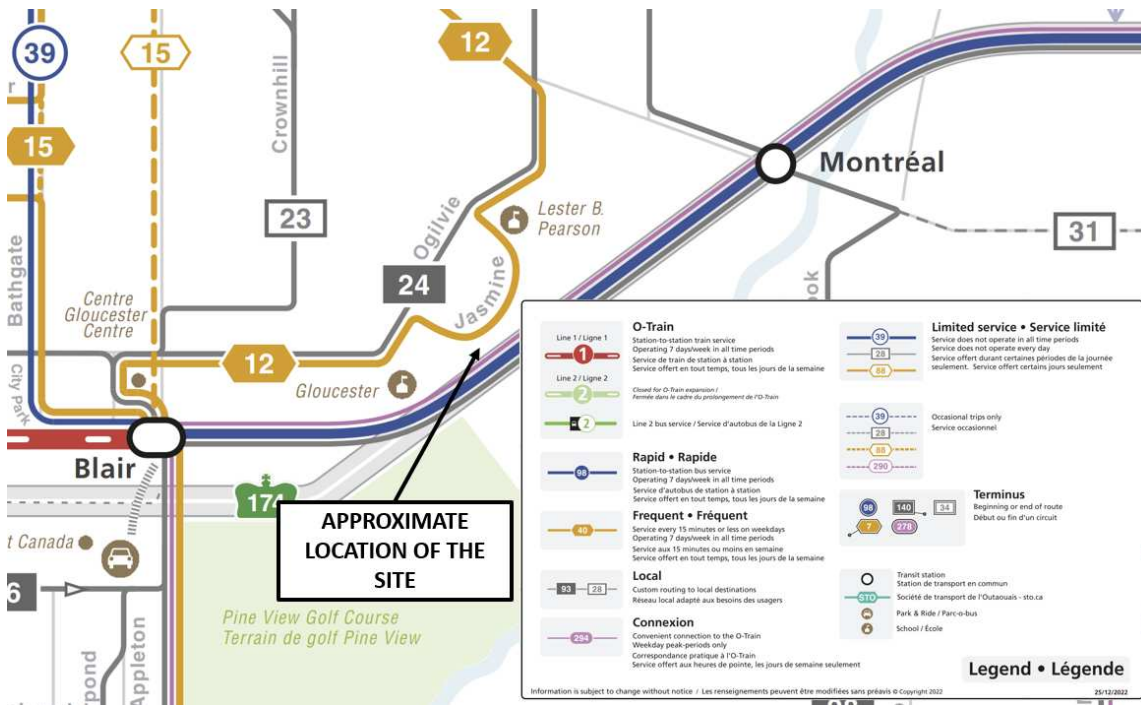 39
15
12
Crownhill
Montréal
15
23
Ogilvie
Lester B.
Pearson
31
Bathgate
24
Jasmine
Centre
Gloucester
Centre
12
Gloucester
City Park
Blair
174
APPROXIMATE
LOCATION OF THE
SITE
t Canada
6
Pine View Golf Course
Terrain de golf Pine View
Appleton
rpond
ook
Line 1 / Ligne 1
1
O-Train
Station-to-station train service
Operating 7 days/week in all time periods
Service de train de station à station
Service offert en tout temps, tous les jours de la semaine
Line 2 / Ligne 2
2
Closed for O-Train expansion /
Fermée dans le cadre du prolongement de l'O-Train
2
Line 2 bus service / Service d'autobus de la Ligne 2
98
Rapid • Rapide
Station-to-station bus service
Operating 7 days/week in all time periods
Service d'autobus de station à station
Service offert en tout temps, tous les jours de la semaine
40
Frequent • Fréquent
Service every 15 minutes or less on weekdays
Operating 7 days/week in all time periods
Service aux 15 minutes ou moins en semaine
Service offert en tout temps, tous les jours de la semaine
93
28
Local
Custom routing to local destinations
Réseau local adapté aux besoins des usagers
294
Connexion
Convenient connection to the O-Train
Weekday peak-periods only
Correspondance pratique à l'O-Train
Service offert aux heures de pointe, les jours de semaine seulement
39
28
88
Limited service • Service limité
Service does not operate in all time periods
Service does not operate every day
Service offert durant certaines périodes de la journée
seulement. Service offert certains jours seulement
39
28
88
290
Occasional trips only
Service occasionnel
98
140
34
7
278
Terminus
Beginning or end of route
Début ou fin d'un circuit
Transit station
Station de transport en commun
STO
Société de transport de l'Outaouais - sto.ca
Park & Ride / Parc-o-bus
School / École
Legend • Légende
Information is subject to change without notice / Les renseignements peuvent être modifiées sans préavis © Copyright 2022
25/12/2022